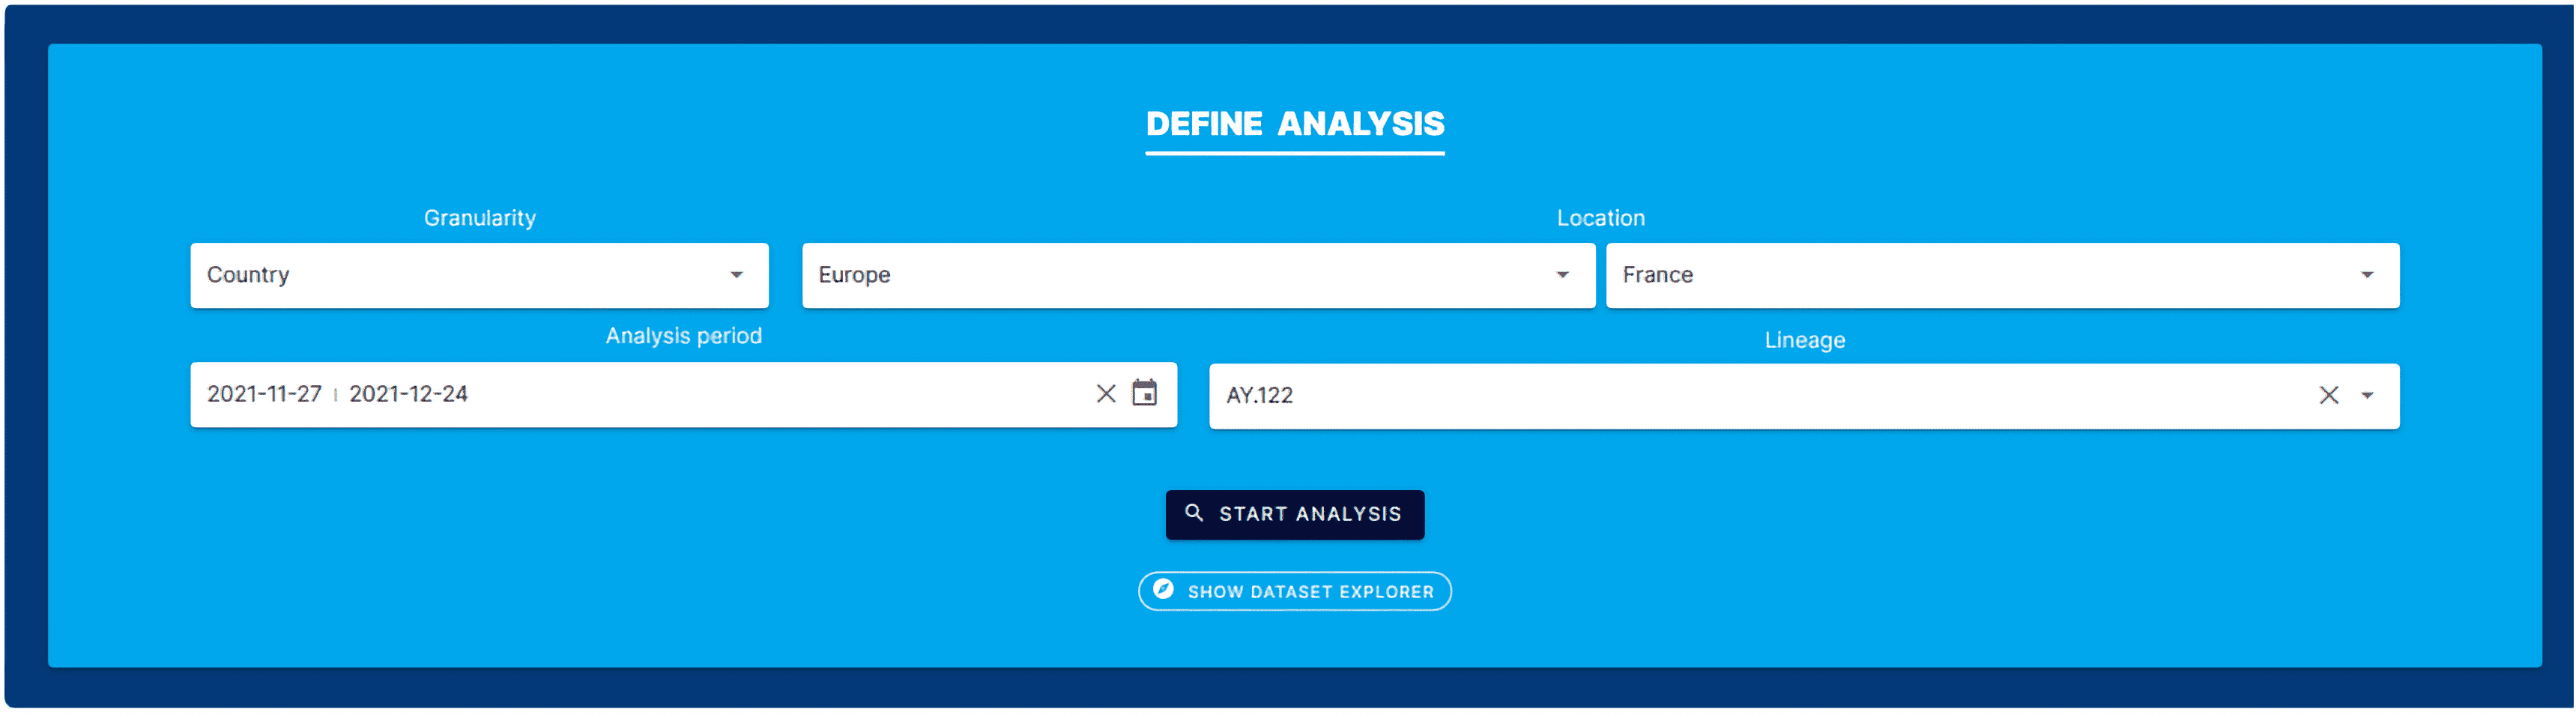 DEFINE ANALYSIS
Granularity
Location
Country
Europe
France
Analysis period
Lineage
2021-11-27 | 2021-12-24
AY.122
START ANALYSIS
SHOW DATASET EXPLORER